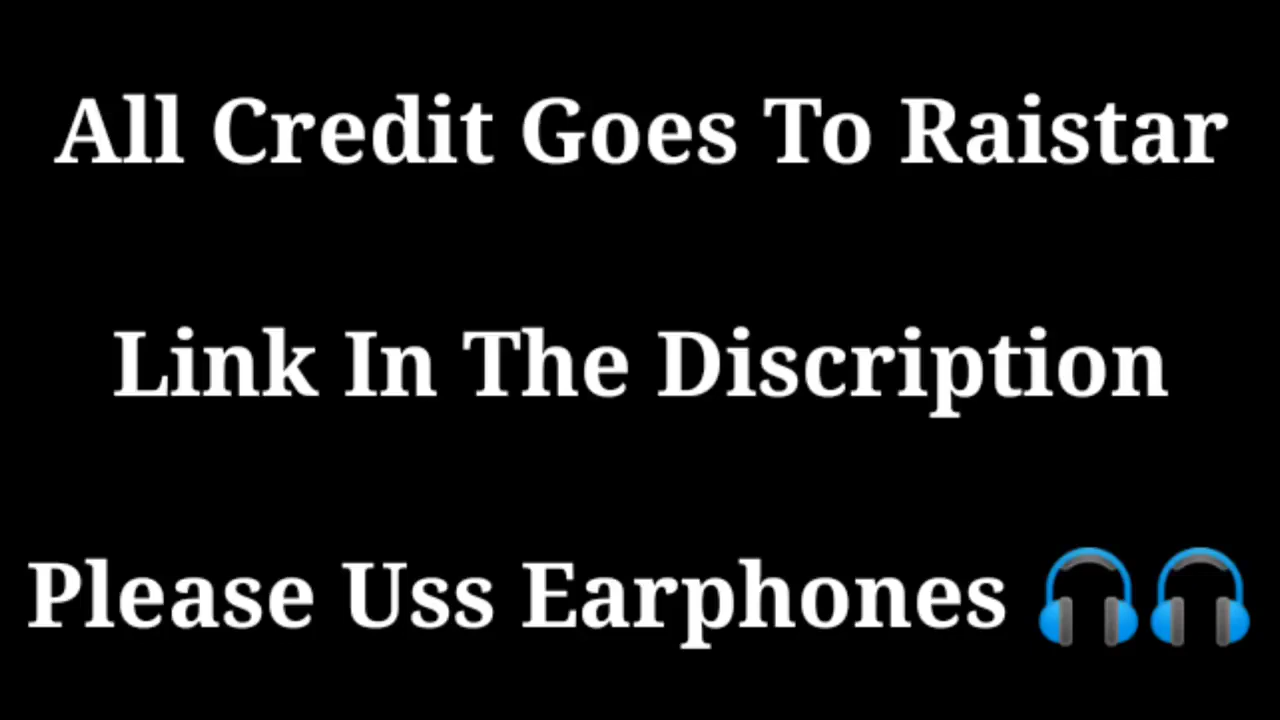 All Credit Goes To Raistar
Link In The Discription
Please Uss Earphones 🎧🎧